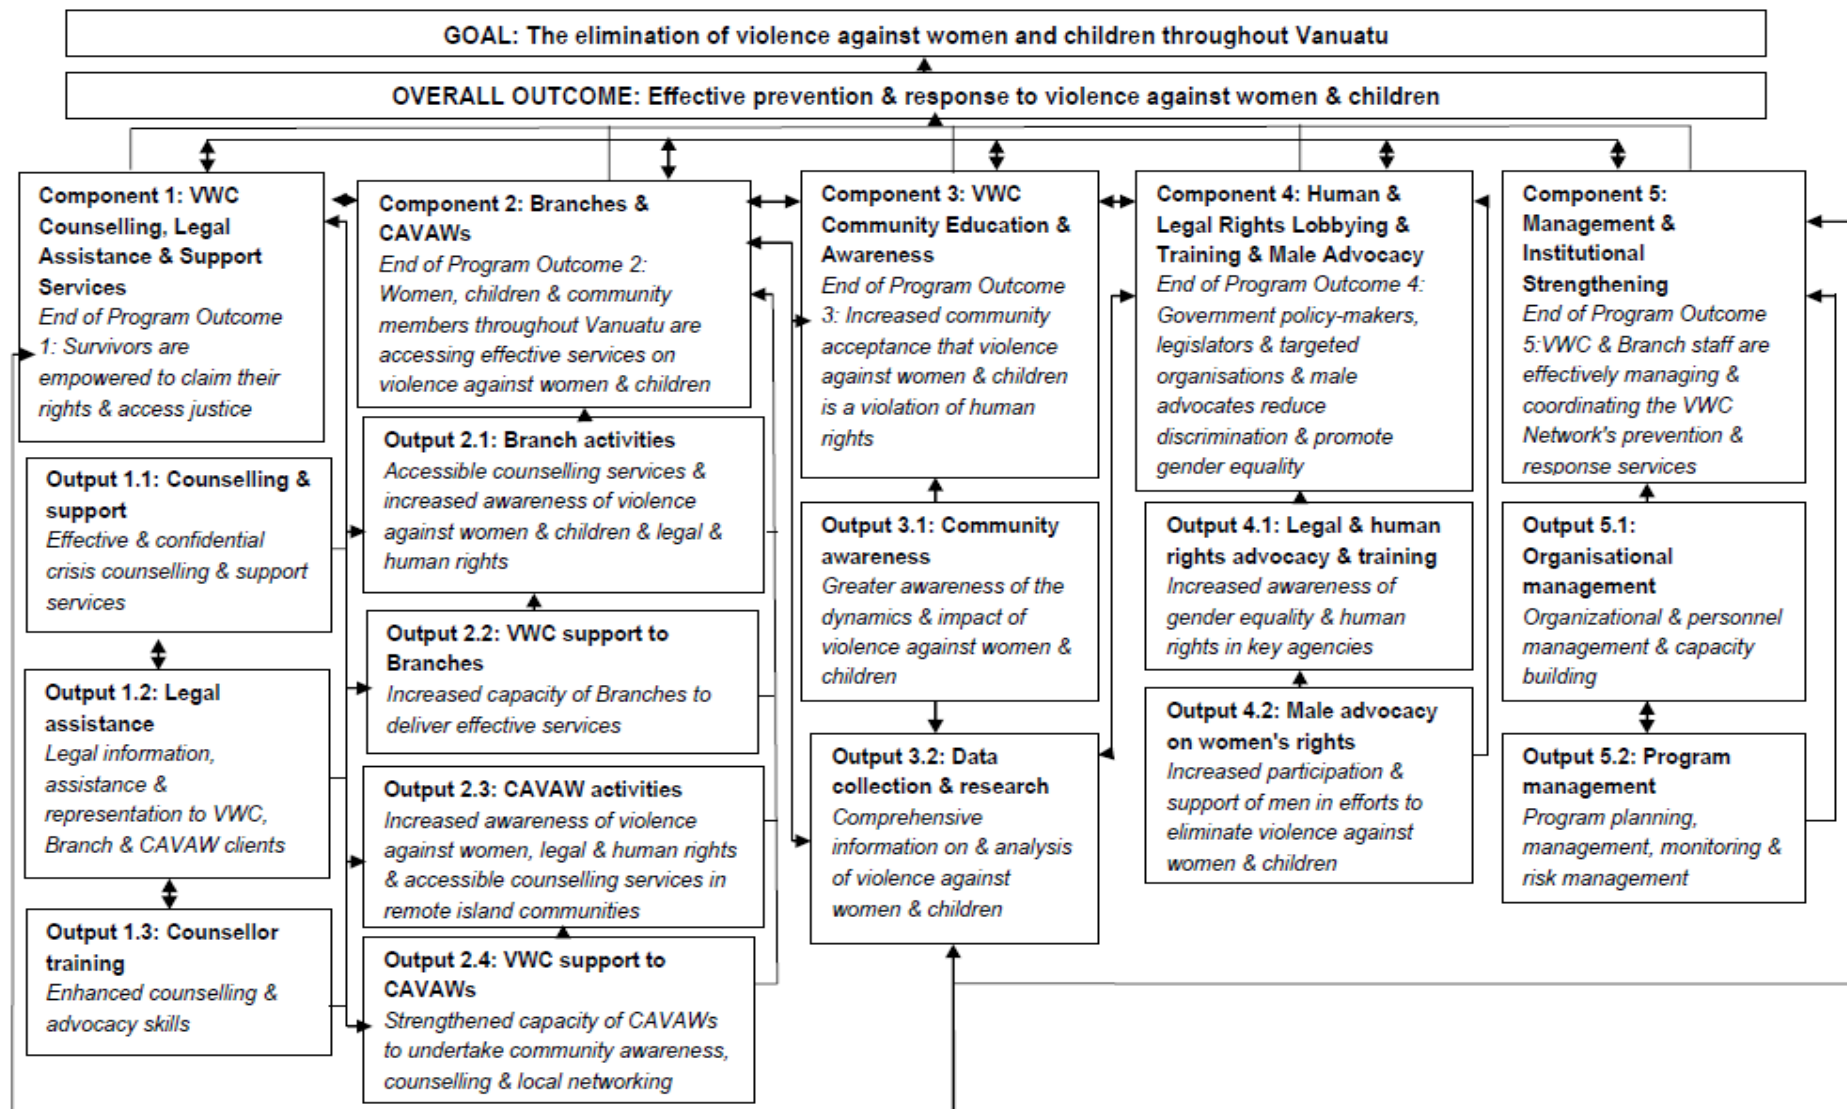 GOAL: The elimination of violence against women and children throughout Vanuatu
OVERALL OUTCOME: Effective prevention & response to violence against women & children
Component 1: VWC
Counselling, Legal
Assistance & Support
Services
End of Program Outcome
1: Survivors are
empowered to claim their
rights & access justice
Output 1.1: Counselling &
support
Effective & confidential
crisis counselling & support
services
Output 1.2: Legal
assistance
Legal information,
assistance &
representation to VWC,
Branch & CAVAW clients
Output 1.3: Counsellor
training
Enhanced counselling &
advocacy skills
Component 2: Branches &
CAVAWs
End of Program Outcome 2:
Women, children & community
members throughout Vanuatu are
accessing effective services on
violence against women & children
Output 2.1: Branch activities
Accessible counselling services &
increased awareness of violence
against women & children & legal &
human rights
Output 2.2: VWC support to
Branches
Increased capacity of Branches to
deliver effective services
Output 2.3: CAVAW activities
Increased awareness of violence
against women, legal & human rights
& accessible counselling services in
remote island communities
Output 2.4: VWC support to
CAVAWs
Strengthened capacity of CAVAWs
to undertake community awareness,
counselling & local networking
Component 3: VWC
Community Education &
Awareness
End of Program Outcome
3: Increased community
acceptance that violence
against women & children
is a violation of human
rights
Output 3.1: Community
awareness
Greater awareness of the
dynamics & impact of
violence against women &
children
Output 3.2: Data
collection & research
Comprehensive
information on & analysis
of violence against
women & children
Component 4: Human &
Legal Rights Lobbying &
Training & Male Advocacy
End of Program Outcome 4:
Government policy-makers,
legislators & targeted
organisations & male
advocates reduce
discrimination & promote
gender equality
Output 4.1: Legal & human
rights advocacy & training
Increased awareness of
gender equality & human
rights in key agencies
Output 4.2: Male advocacy
on women's rights
Increased participation &
support of men in efforts to
eliminate violence against
women & children
Component 5:
Management &
Institutional
Strengthening
End of Program Outcome
5:VWC & Branch staff are
effectively managing &
coordinating the VWC
Network's prevention &
response services
Output 5.1:
Organisational
management
Organizational & personnel
management & capacity
building
Output 5.2: Program
management
Program planning,
management, monitoring &
risk management